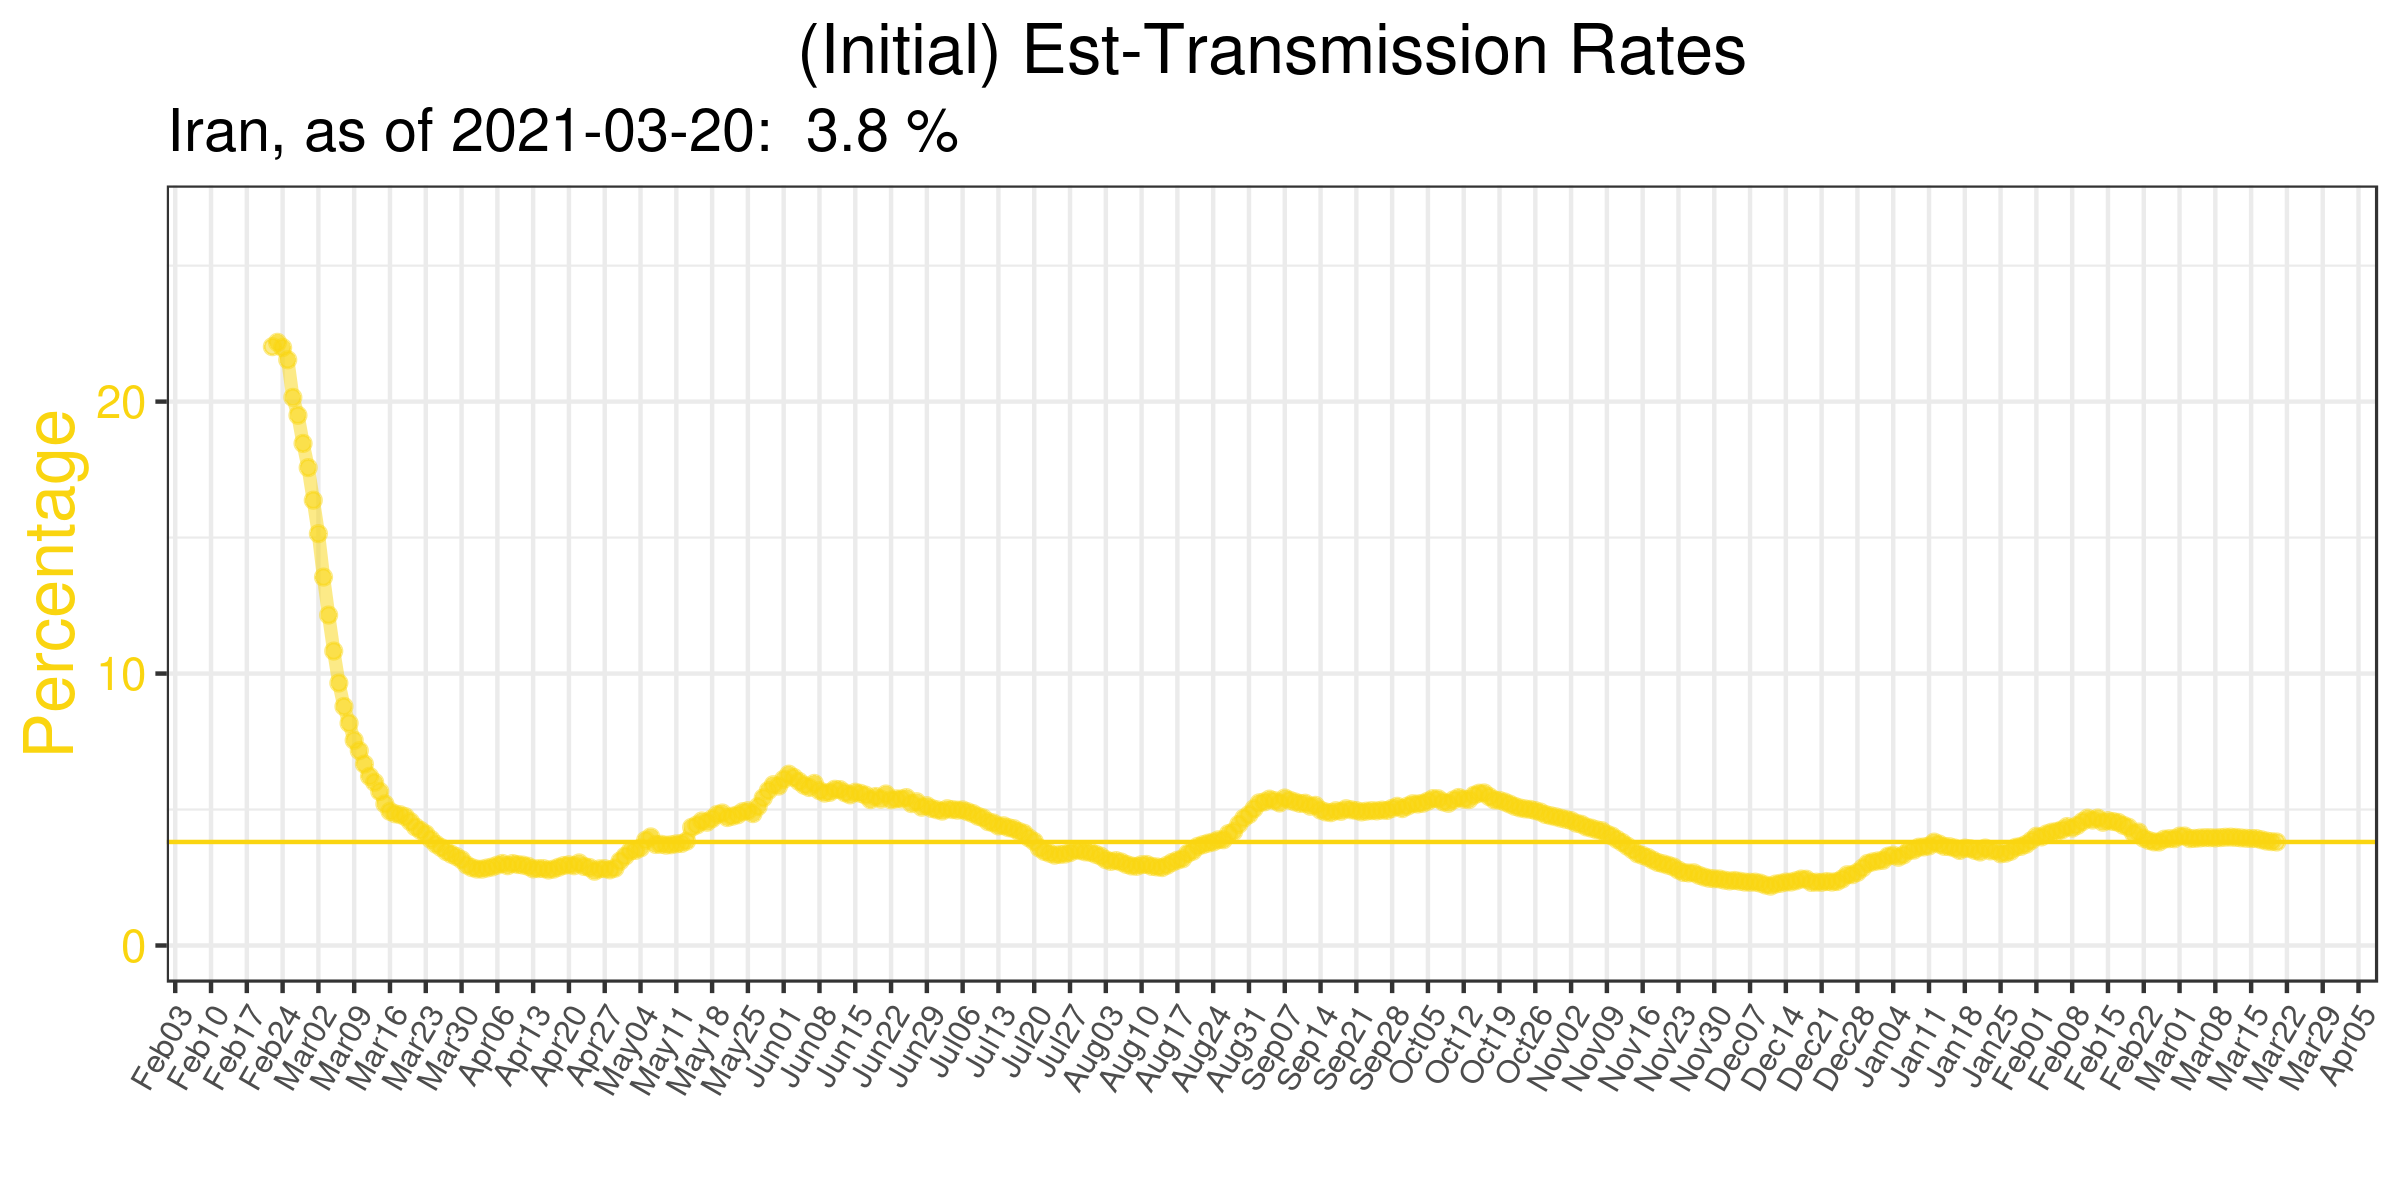 (Initial) Est-Transmission Rates
Iran, as of 2021-03-20:  3.8 %
Percentage
20
10
0
Feb03
Feb10
Feb17
Feb24
Mar02
Mar09
Mar16
Mar23
Mar30
Apr06
Apr13
Apr20
Apr27
May04
May11
May18
May25
Jun01
Jun08
Jun15
Jun22
Jun29
Jul06
Jul13
Jul20
Jul27
Aug03
Aug10
Aug17
Aug24
Aug31
Sep07
Sep14
Sep21
Sep28
Oct05
Oct12
Oct19
Oct26
Nov02
Nov09
Nov16
Nov23
Nov30
Dec07
Dec14
Dec21
Dec28
Jan04
Jan11
Jan18
Jan25
Feb01
Feb08
Feb15
Feb22
Mar01
Mar08
Mar15
Mar22
Mar29
Apr05